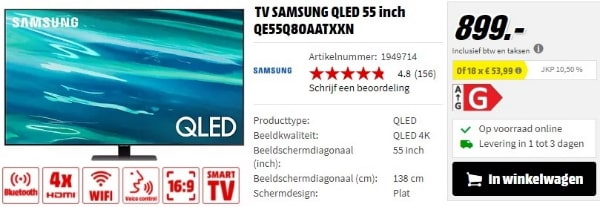 SAMSUNG
QLED
Bluetooth
4x
HDMI
WIFI
Voice control
16:9
SMART
TV
TV SAMSUNG QLED 55 inch
QE55Q80AATXXN
Artikelnummer: 1949714
SAMSUNG
4.8 (156)
Schrijf een beoordeling
Producttype: QLED
Beeldkwaliteit: QLED 4K
Beeldschermdiagonaal 55 inch
(inch):
Beeldschermdiagonaal (cm): 138 cm
Schermdesign: Plat
899.-
Inclusief btw en taksen
Of 18 x € 53,99
JKP 10,50 %
A
G
G
Op voorraad online
Levering in 1 tot 3 dagen
In winkelwagen